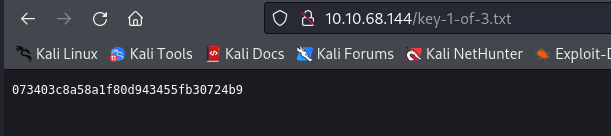 10.10.68.144/key-1-of-3.txt
Kali Linux Kali Tools Kali Docs Kali Forums Kali NetHunter Exploit-D
073403c8a58a1f80d943455fb30724b9